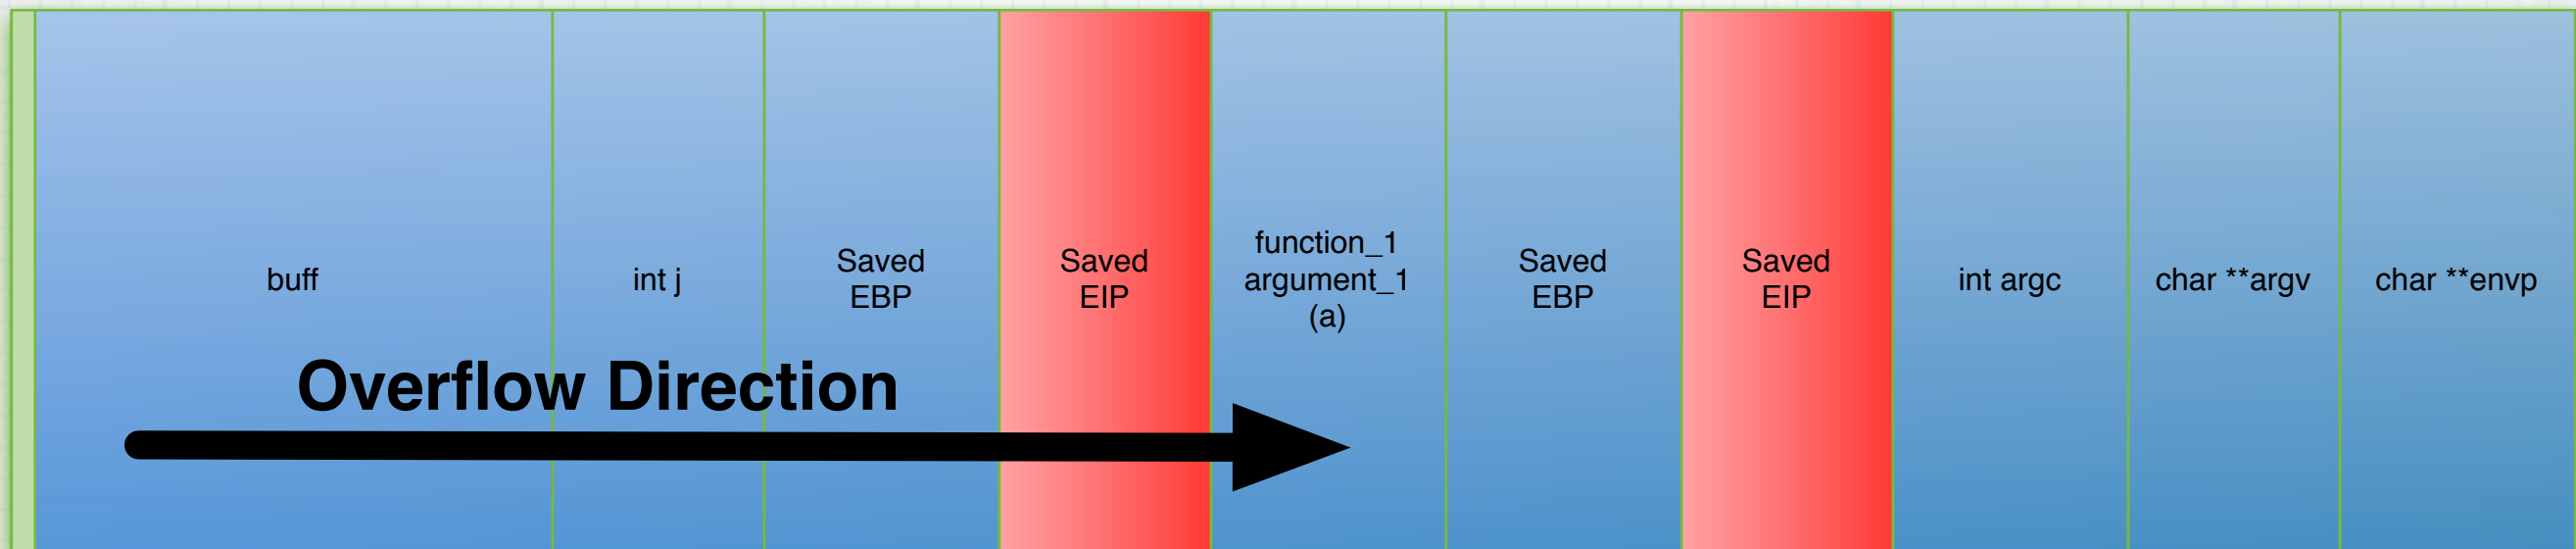 buff
int j
Saved
EBP
Saved
EIP
function_1
argument_1
(a)
Saved
EBP
Saved
EIP
int argc
char **argv
char **envp
Overflow Direction